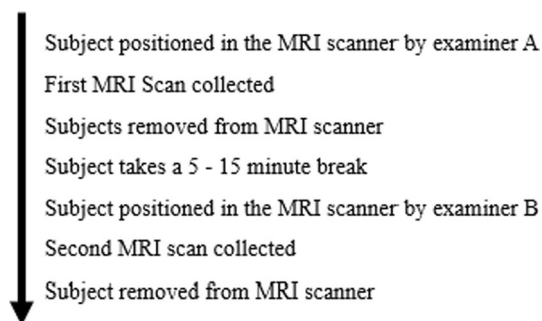 Subject positioned in the MRI scanner by examiner A
First MRI Scan collected
Subjects removed from MRI scanner
Subject takes a 5 - 15 minute break
Subject positioned in the MRI scanner by examiner B
Second MRI scan collected
Subject removed from MRI scanner